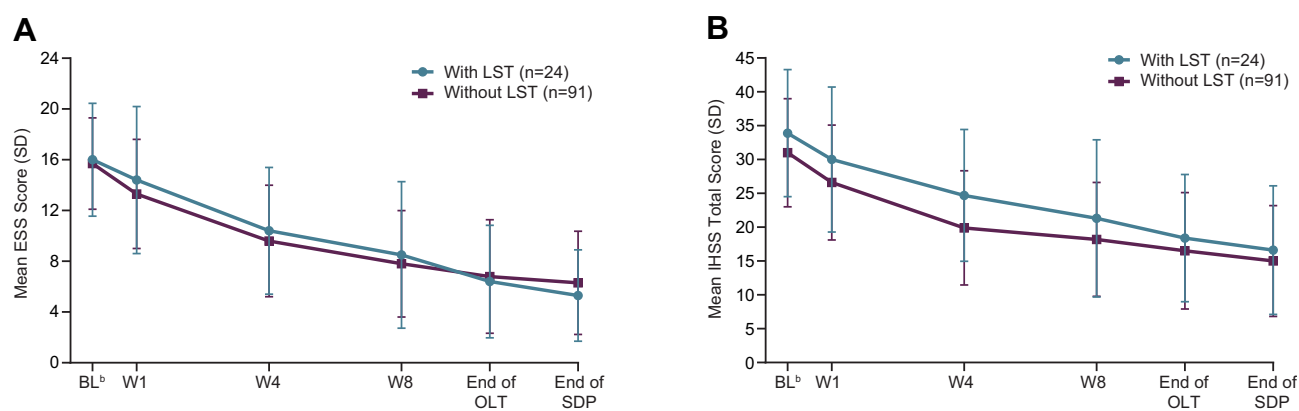 A
Mean ESS Score (SD)
24
20
16
12
8
4
0
With LST (n=24)
Without LST (n=91)
BLᵇ W1 W4 W8 End of OLT End of SDP
B
Mean IHSS Total Score (SD)
45
40
35
30
25
20
15
10
5
0
With LST (n=24)
Without LST (n=91)
BLᵇ W1 W4 W8 End of OLT End of SDP